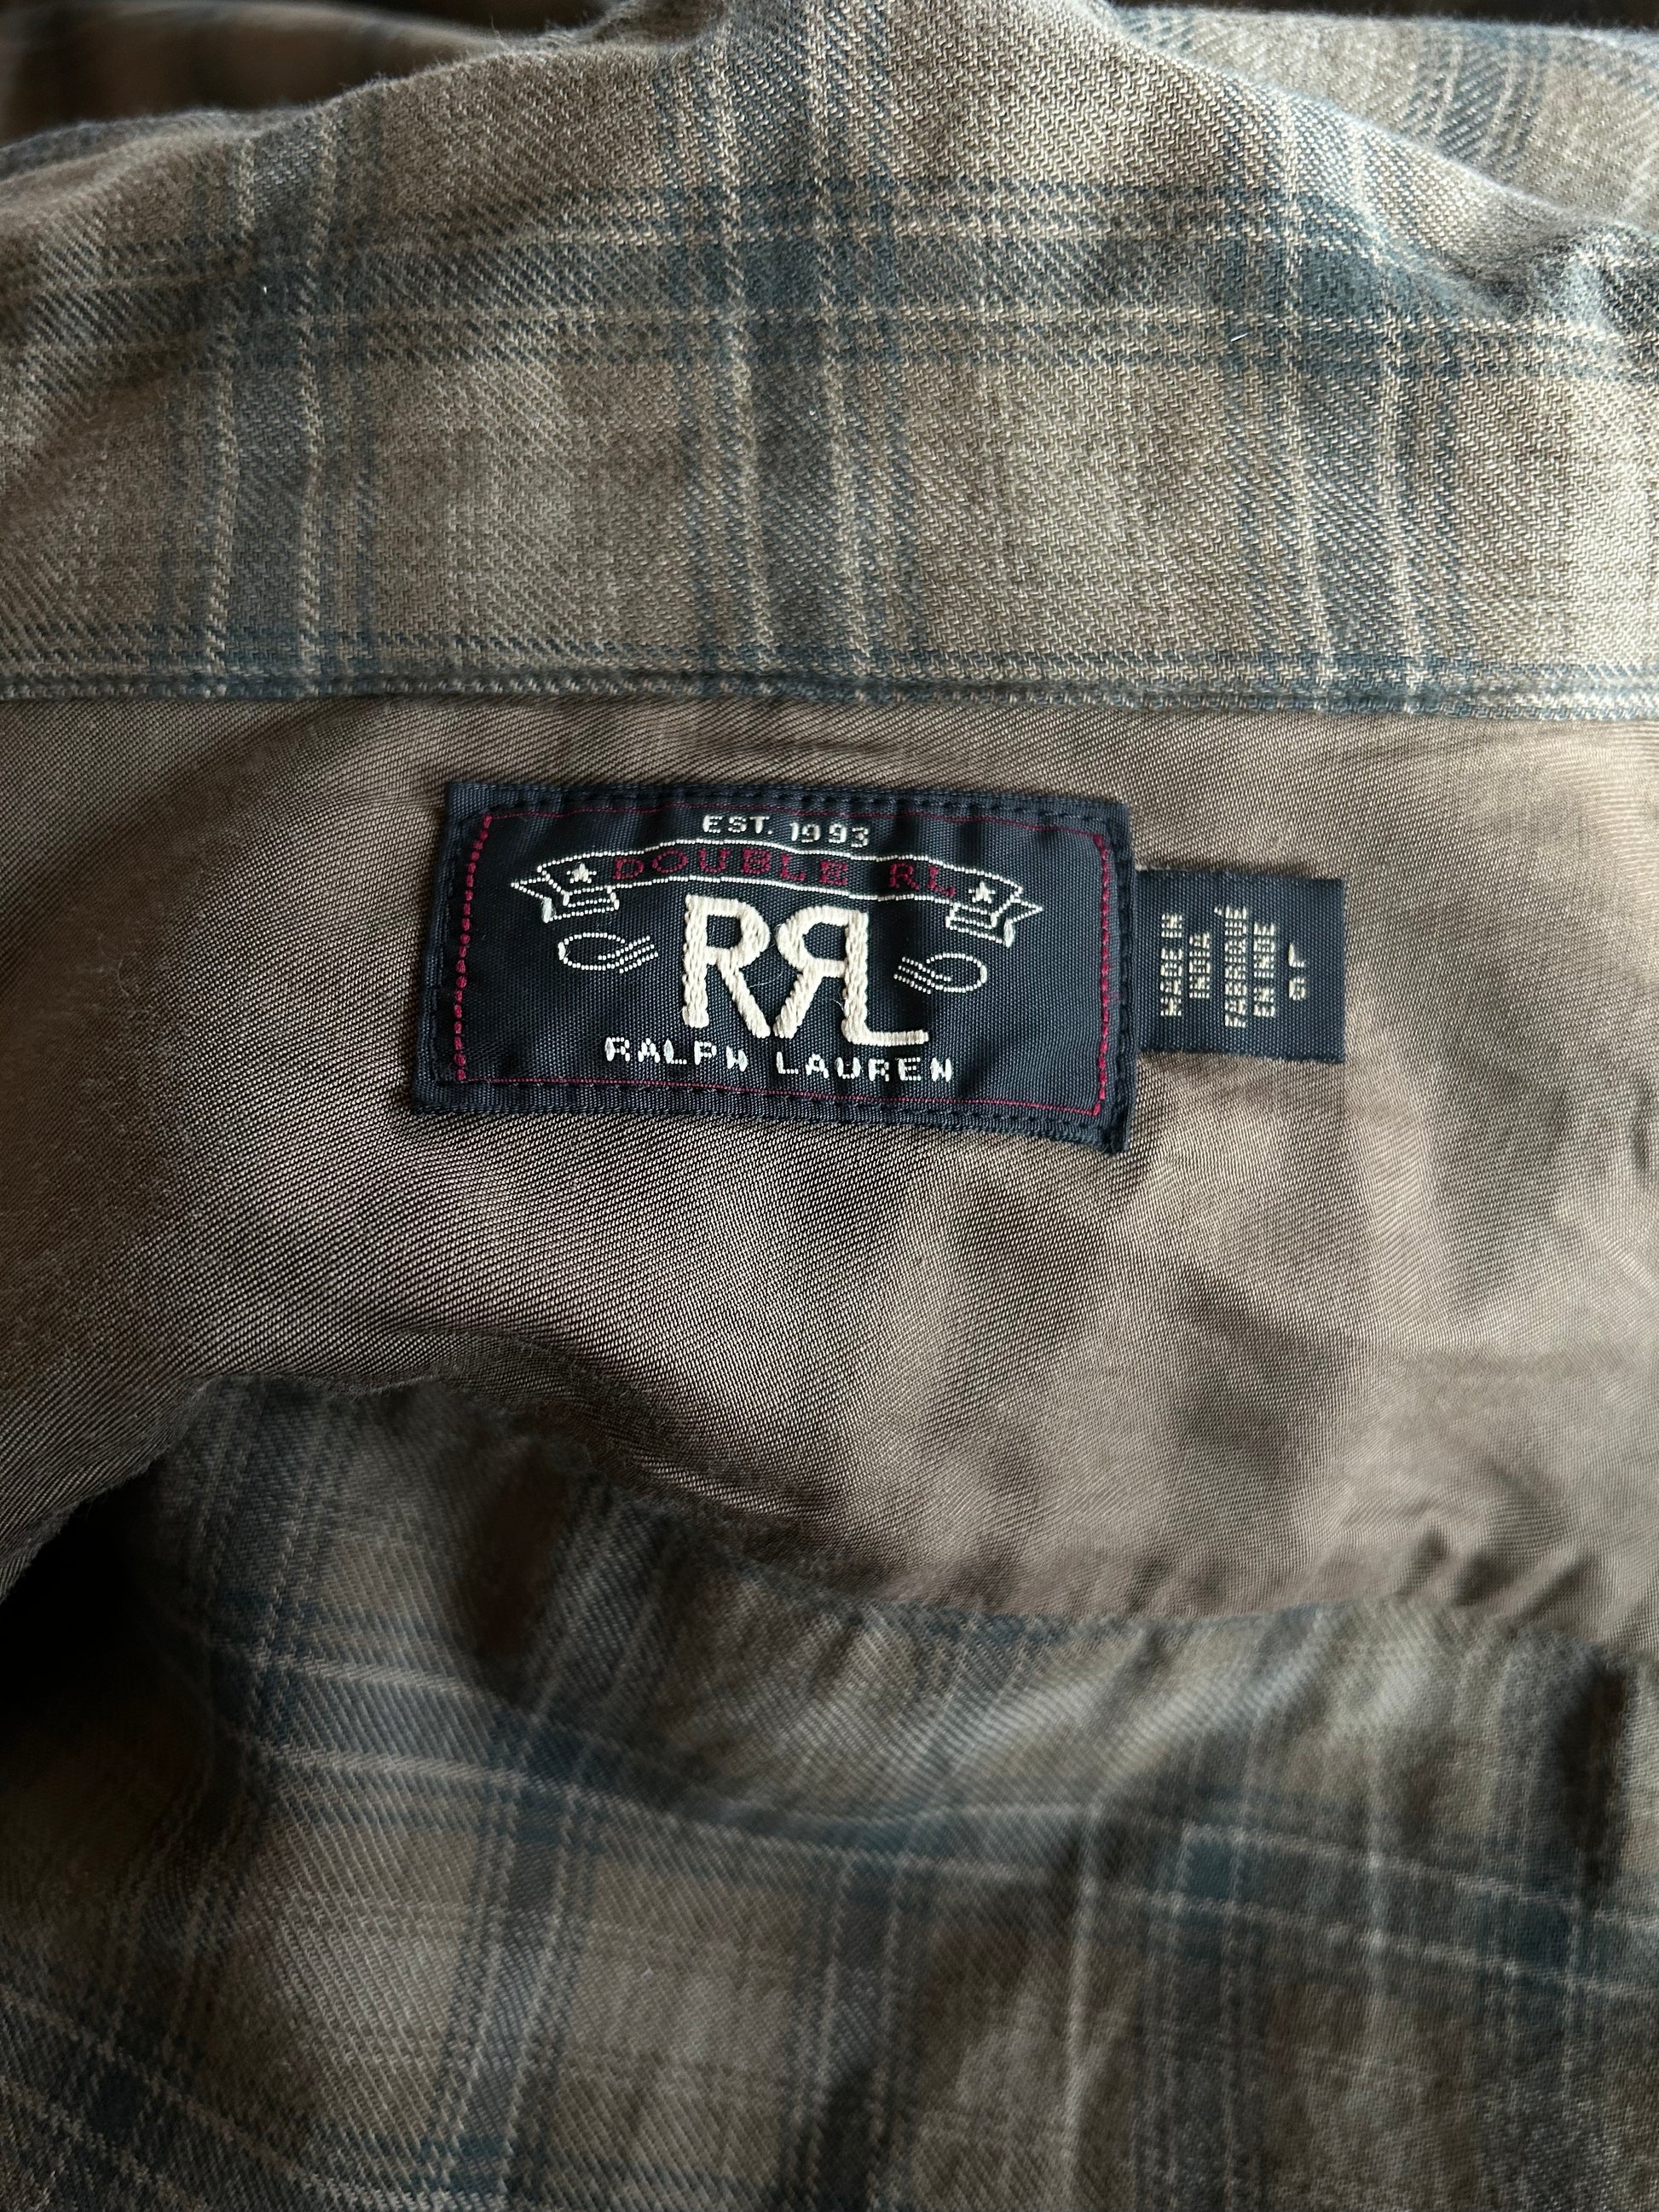 EST. 1993
DOUBLE RL
RRL
RALPH LAUREN
MADE IN
INDIA
FABRIQUÉ
EN INDE
L
G